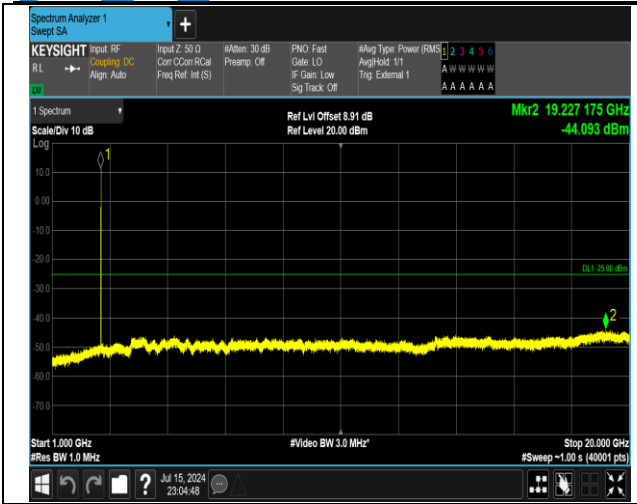 Spectrum Analyzer 1
Swept SA
KEYSIGHT
RL
LXI
Input: RF
Coupling: DC
Align: Auto
Input Z: 50 Ω
Corr CCorr RCal
Freq Ref: Int (S)
#Atten: 30 dB
Preamp: Off
PNO: Fast
Gate: LO
IF Gain: Low
Sig Track: Off
#Avg Type: Power (RMS
Avg|Hold: 1/1
Trig: External 1
1 2 3 4 5 6
A W W W W W
A A A A A A
1 Spectrum
Scale/Div 10 dB
Log
Ref Lvl Offset 8.91 dB
Ref Level 20.00 dBm
Mkr2 19.227 175 GHz
-44.093 dBm
1
10.0
0.00
-10.0
-20.0
DL1 -25.00 dBm
-30.0
-40.0
2
-50.0
-60.0
-70.0
Start 1.000 GHz
#Res BW 1.0 MHz
#Video BW 3.0 MHz*
Stop 20.000 GHz
#Sweep ~1.00 s (40001 pts)
?
Jul 15, 2024
23:04:48